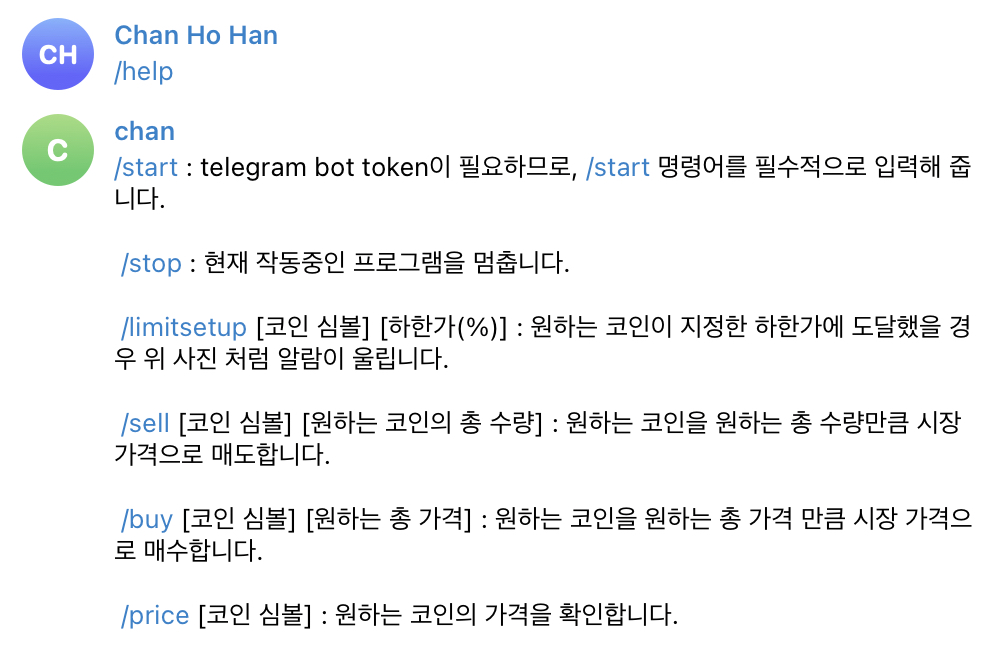 CH
Chan Ho Han
/help
C
chan
/start : telegram bot token이 필요하므로, /start 명령어를 필수적으로 입력해 줍
니다.
/stop : 현재 작동중인 프로그램을 멈춥니다.
/limitsetup [코인 심볼] [하한가(%)] : 원하는 코인이 지정한 하한가에 도달했을 경
우 위 사진 처럼 알람이 울립니다.
/sell [코인 심볼] [원하는 코인의 총 수량] : 원하는 코인을 원하는 총 수량만큼 시장
가격으로 매도합니다.
/buy [코인 심볼] [원하는 총 가격] : 원하는 코인을 원하는 총 가격 만큼 시장 가격으
로 매수합니다.
/price [코인 심볼] : 원하는 코인의 가격을 확인합니다.